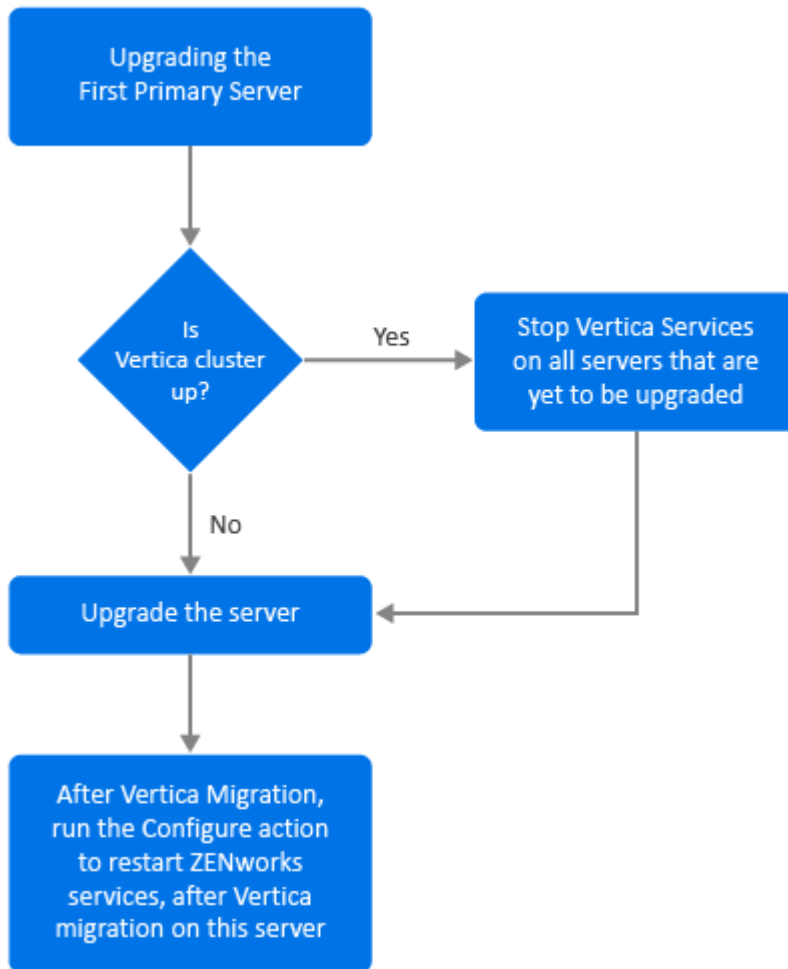 Upgrading the
First Primary Server
Is
Vertica cluster
up?
Yes
Stop Vertica Services
on all servers that are
yet to be upgraded
No
Upgrade the server
After Vertica Migration,
run the Configure action
to restart ZENworks
services, after Vertica
migration on this server